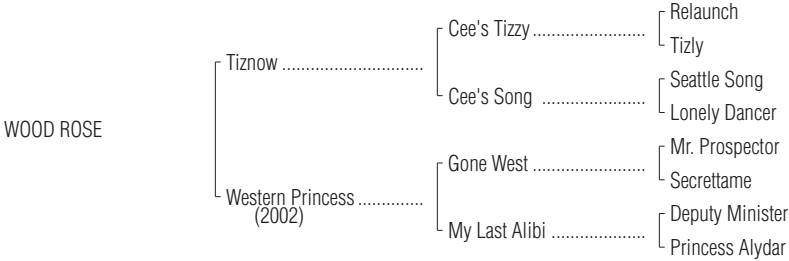 Relaunch
Cee's Tizzy
Tizly
Tiznow
Seattle Song
Cee's Song
Lonely Dancer
WOOD ROSE
Mr. Prospector
Gone West
Secrettame
Western Princess
(2002)
Deputy Minister
My Last Alibi
Princess Alydar